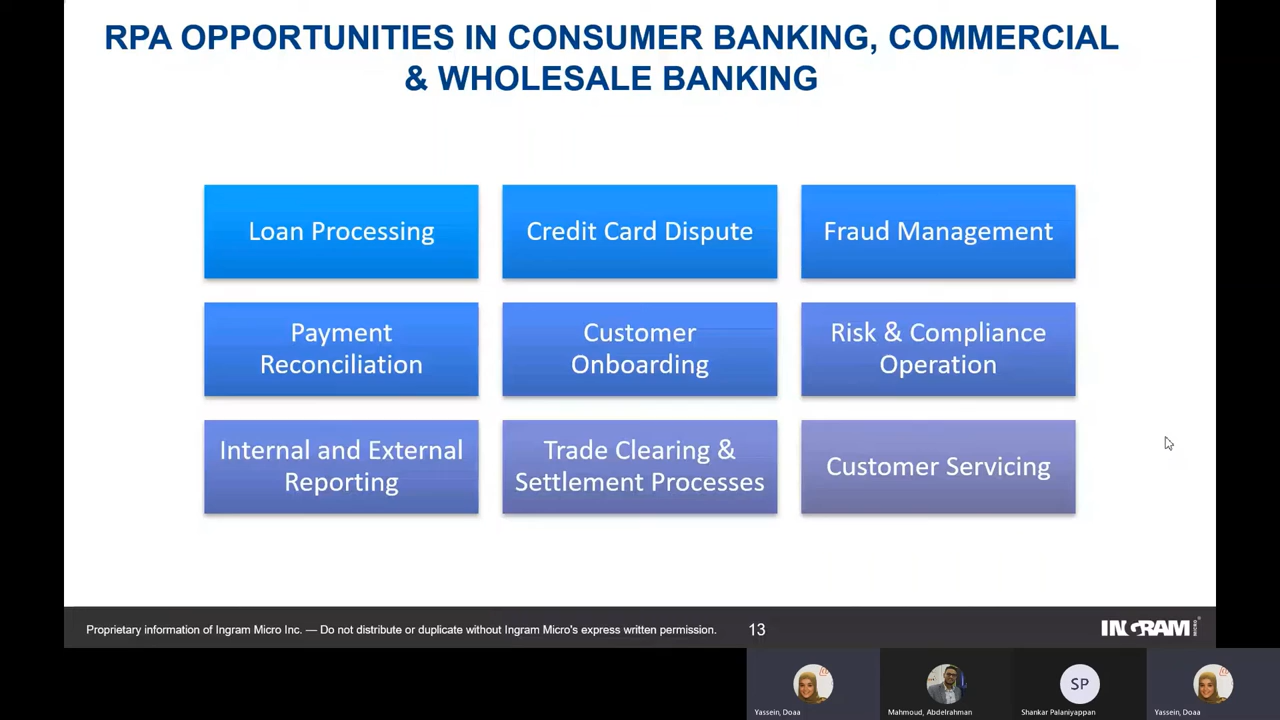 RPA OPPORTUNITIES IN CONSUMER BANKING, COMMERCIAL
& WHOLESALE BANKING
Loan Processing
Credit Card Dispute
Fraud Management
Payment
Reconciliation
Customer
Onboarding
Risk & Compliance
Operation
Internal and External
Reporting
Trade Clearing &
Settlement Processes
Customer Servicing
Proprietary information of Ingram Micro Inc. — Do not distribute or duplicate without Ingram Micro's express written permission.
13
INGRAM MICRO
SP
Yassein, Doaa
Mahmoud, Abdelrahman
Shankar Palaniyappan
Yassein, Doaa